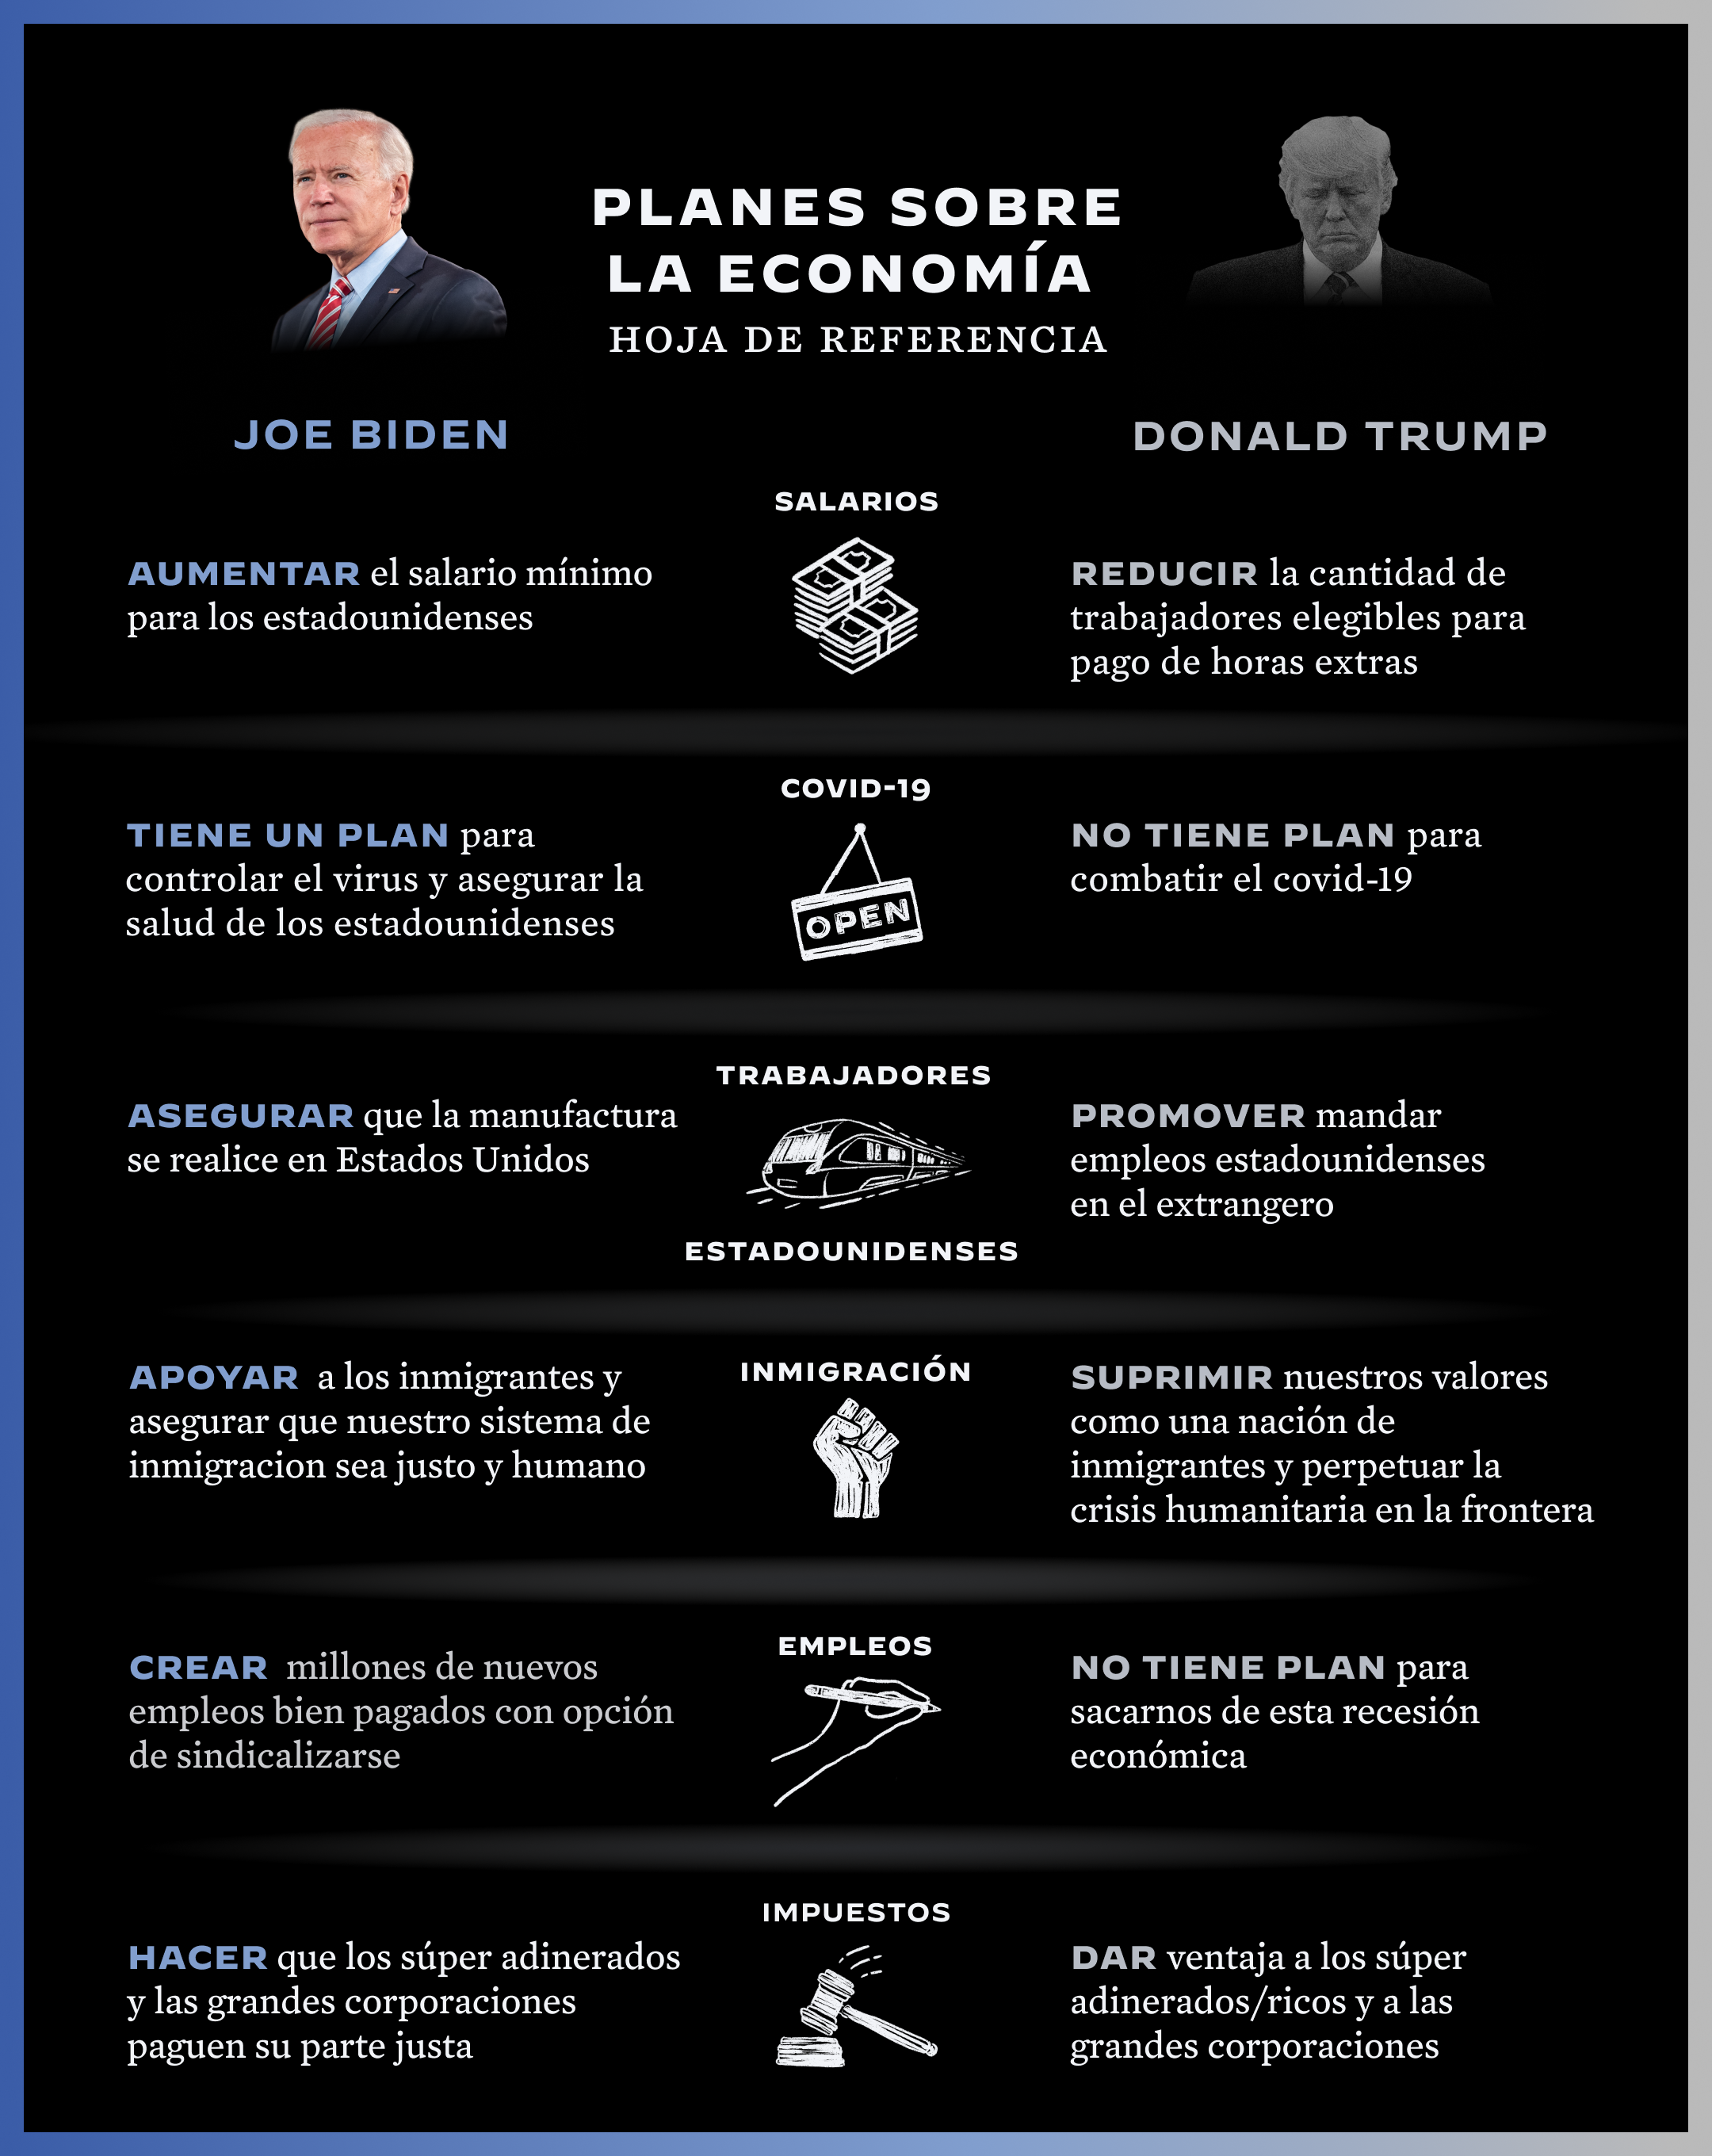 PLANES SOBRE
LA ECONOMÍA
HOJA DE REFERENCIA
JOE BIDEN
DONALD TRUMP
SALARIOS
AUMENTAR el salario mínimo
para los estadounidenses
REDUCIR la cantidad de
trabajadores elegibles para
pago de horas extras
COVID-19
TIENE UN PLAN para
controlar el virus y asegurar la
salud de los estadounidenses
OPEN
NO TIENE PLAN para
combatir el covid-19
TRABAJADORES
ESTADOUNIDENSES
ASEGURAR que la manufactura
se realice en Estados Unidos
PROMOVER mandar
empleos estadounidenses
en el extrangero
INMIGRACIÓN
APOYAR a los inmigrantes y
asegurar que nuestro sistema de
inmigracion sea justo y humano
SUPRIMIR nuestros valores
como una nación de
inmigrantes y perpetuar la
crisis humanitaria en la frontera
EMPLEOS
CREAR millones de nuevos
empleos bien pagados con opción
de sindicalizarse
NO TIENE PLAN para
sacarnos de esta recesión
económica
IMPUESTOS
HACER que los súper adinerados
y las grandes corporaciones
paguen su parte justa
DAR ventaja a los súper
adinerados/ricos y a las
grandes corporaciones